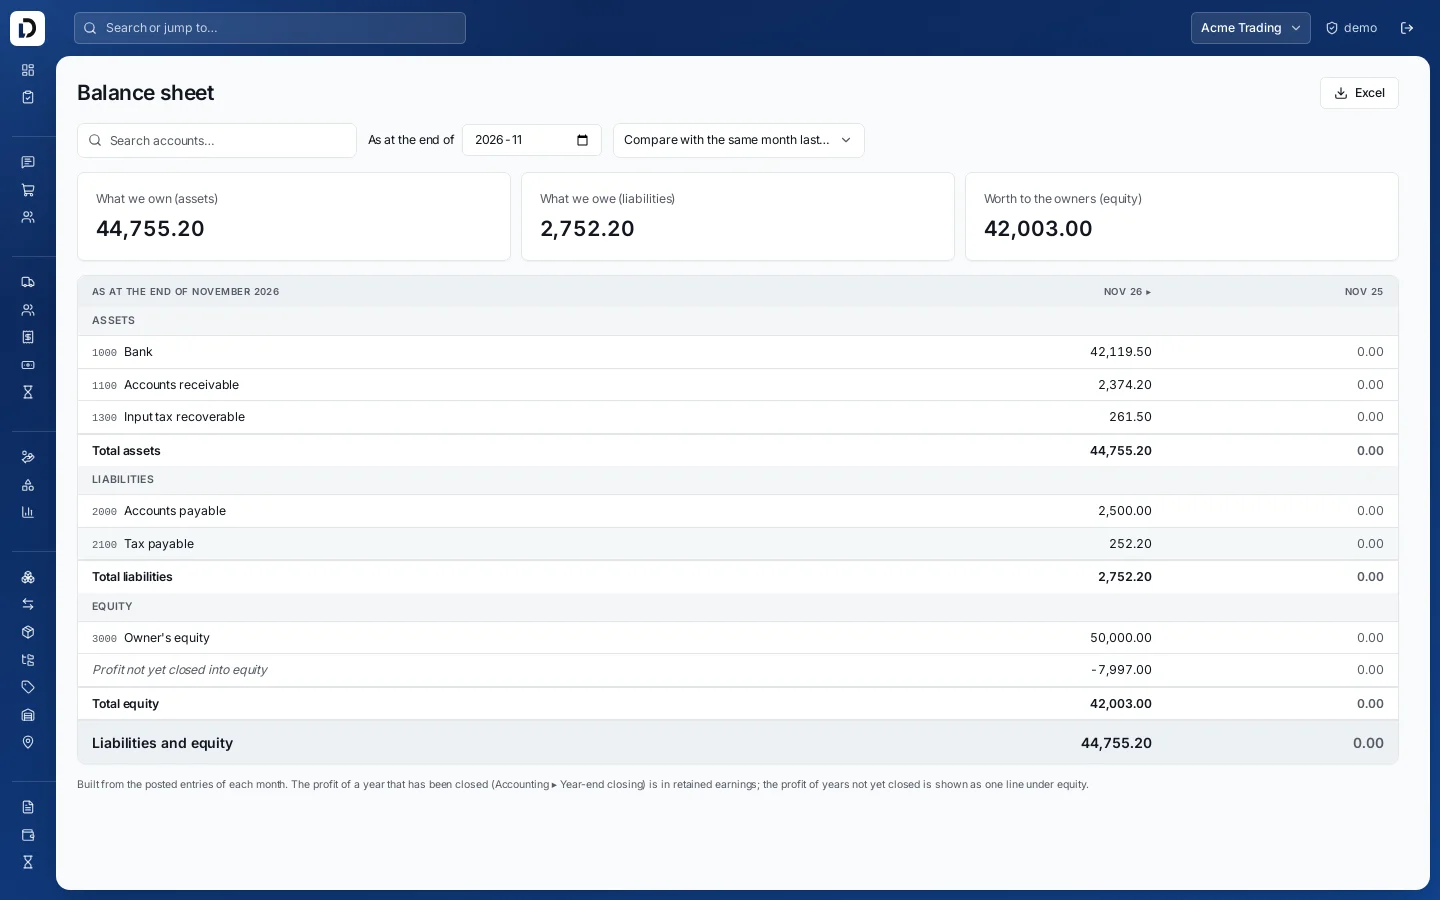 D
Search or jump to...
Acme Trading
demo
Balance sheet
Excel
Search accounts...
As at the end of
2026-11
Compare with the same month last...
What we own (assets)
44,755.20
What we owe (liabilities)
2,752.20
Worth to the owners (equity)
42,003.00
AS AT THE END OF NOVEMBER 2026 NOV 26 ▸ NOV 25
ASSETS
1000 Bank 42,119.50 0.00
1100 Accounts receivable 2,374.20 0.00
1300 Input tax recoverable 261.50 0.00
Total assets 44,755.20 0.00
LIABILITIES
2000 Accounts payable 2,500.00 0.00
2100 Tax payable 252.20 0.00
Total liabilities 2,752.20 0.00
EQUITY
3000 Owner's equity 50,000.00 0.00
Profit not yet closed into equity -7,997.00 0.00
Total equity 42,003.00 0.00
Liabilities and equity 44,755.20 0.00
Built from the posted entries of each month. The profit of a year that has been closed (Accounting ▸ Year-end closing) is in retained earnings; the profit of years not yet closed is shown as one line under equity.